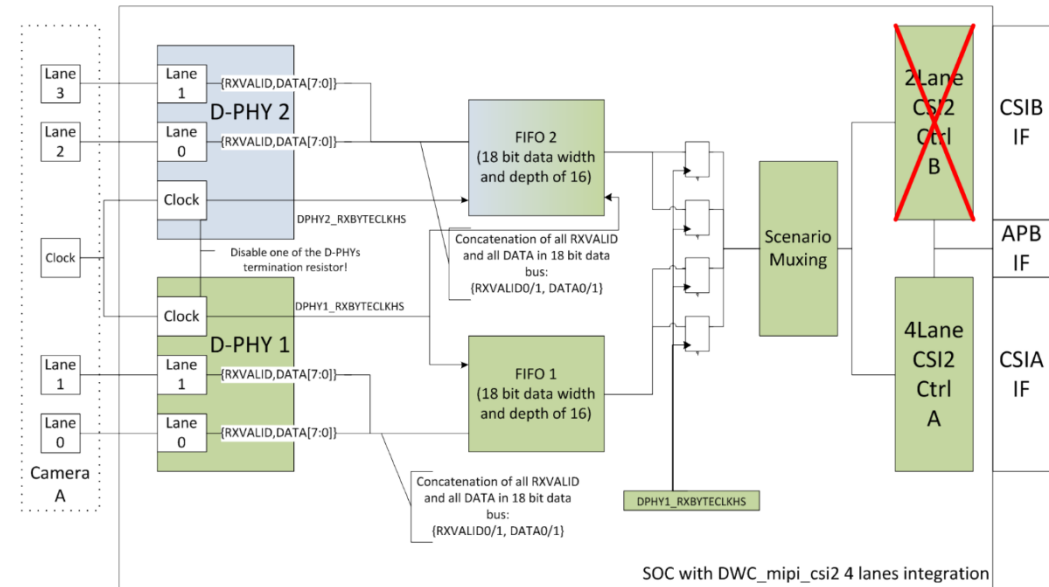 Lane
3
Lane
2
Clock
Lane
1
Lane
0
Camera
A
Lane
1
D-PHY 2
Lane
0
Clock
{RXVALID,DATA[7:0]}
{RXVALID,DATA[7:0]}
DPHY2_RXBYTECLKHS
Disable one of the D-PHYs
termination resistor!
Clock
D-PHY 1
Lane
1
Lane
0
DPHY1_RXBYTECLKHS
{RXVALID,DATA[7:0]}
{RXVALID,DATA[7:0]}
FIFO 2
(18 bit data width
and depth of 16)
Concatenation of all RXVALID
and all DATA in 18 bit data
bus:
{RXVALID0/1, DATA0/1}
FIFO 1
(18 bit data width
and depth of 16)
Concatenation of all RXVALID
and all DATA in 18 bit data
bus:
{RXVALID0/1, DATA0/1}
DPHY1_RXBYTECLKHS
Scenario
Muxing
2Lane
CSI2
Ctrl
B
4Lane
CSI2
Ctrl
A
CSIB
IF
APB
IF
CSIA
IF
SOC with DWC_mipi_csi2 4 lanes integration